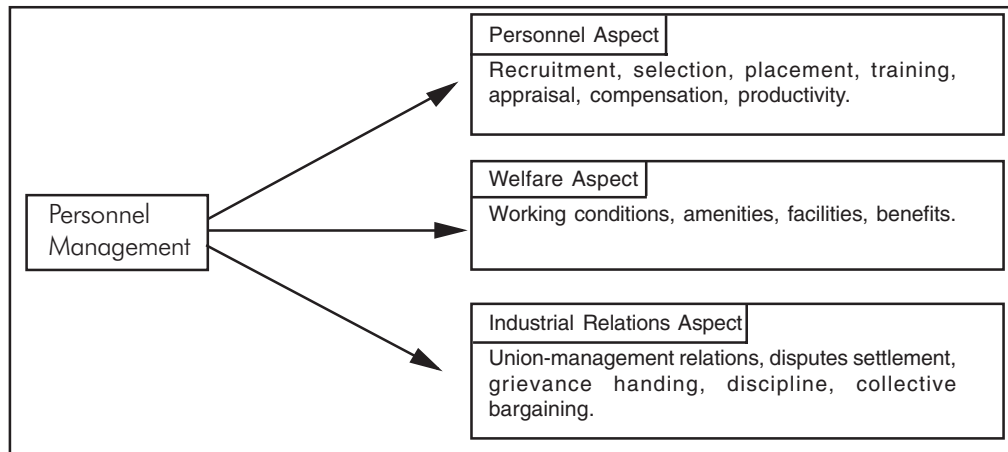 Personnel Aspect
Recruitment, selection, placement, training,
appraisal, compensation, productivity.
Personnel
Management
Welfare Aspect
Working conditions, amenities, facilities, benefits.
Industrial Relations Aspect
Union-management relations, disputes settlement,
grievance handing, discipline, collective
bargaining.